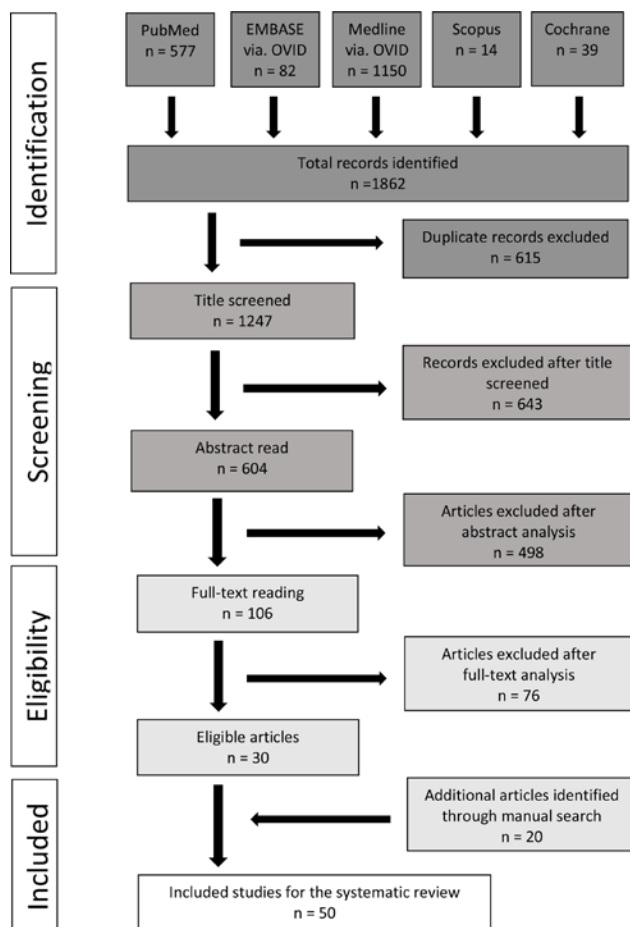 Identification
PubMed
n = 577
EMBASE
via. OVID
n = 82
Medline
via. OVID
n = 1150
Scopus
n = 14
Cochrane
n = 39
Total records identified
n =1862
Duplicate records excluded
n = 615
Screening
Title screened
n = 1247
Records excluded after title
screened
n = 643
Abstract read
n = 604
Articles excluded after
abstract analysis
n = 498
Eligibility
Full-text reading
n = 106
Articles excluded after
full-text analysis
n = 76
Eligible articles
n = 30
Included
Additional articles identified
through manual search
n = 20
Included studies for the systematic review
n = 50